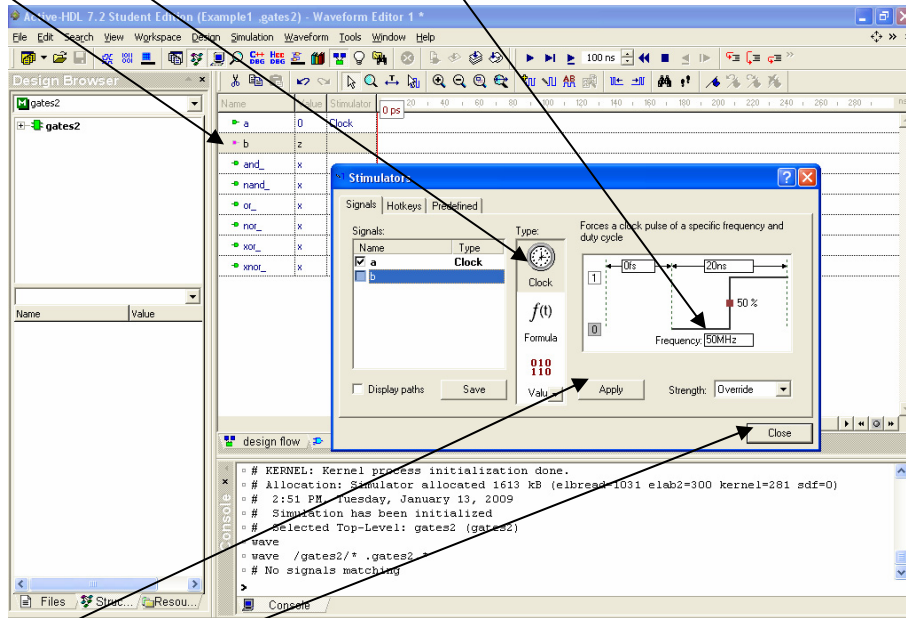 Active-HDL 7.2 Student Edition (Example1 ,gates2) - Waveform Editor 1 *
File Edit Search View Workspace Design Simulation Waveform Tools Window Help
100 ns
Design Browser
gates2
gates2
Name Value
Files Struc... Resou...
Name Value Stimulator 20 40 60 80 100 120 140 160 180 200 220 240 260 280 ns
0 ps
a 0 Clock
b z
and_ x
nand_ x
or_ x
nor_ x
xor_ x
xnor_ x
Stimulators
Signals Hotkeys Predefined
Signals:
Name Type
a Clock
b
Display paths Save
Type:
Clock
f(t)
Formula
010
110
Valu
Forces a clock pulse of a specific frequency and
duty cycle
0fs 20ns
1
50 %
0
Frequency: 50MHz
Apply Strength: Override
Close
design flow
# KERNEL: Kernel process initialization done.
# Allocation: Simulator allocated 1613 kB (elbread=1031 elab2=300 kernel=281 sdf=0)
# 2:51 PM, Tuesday, January 13, 2009
# Simulation has been initialized
# Selected Top-Level: gates2 (gates2)
wave
wave /gates2/* .gates2.*
# No signals matching
>
Console
Console